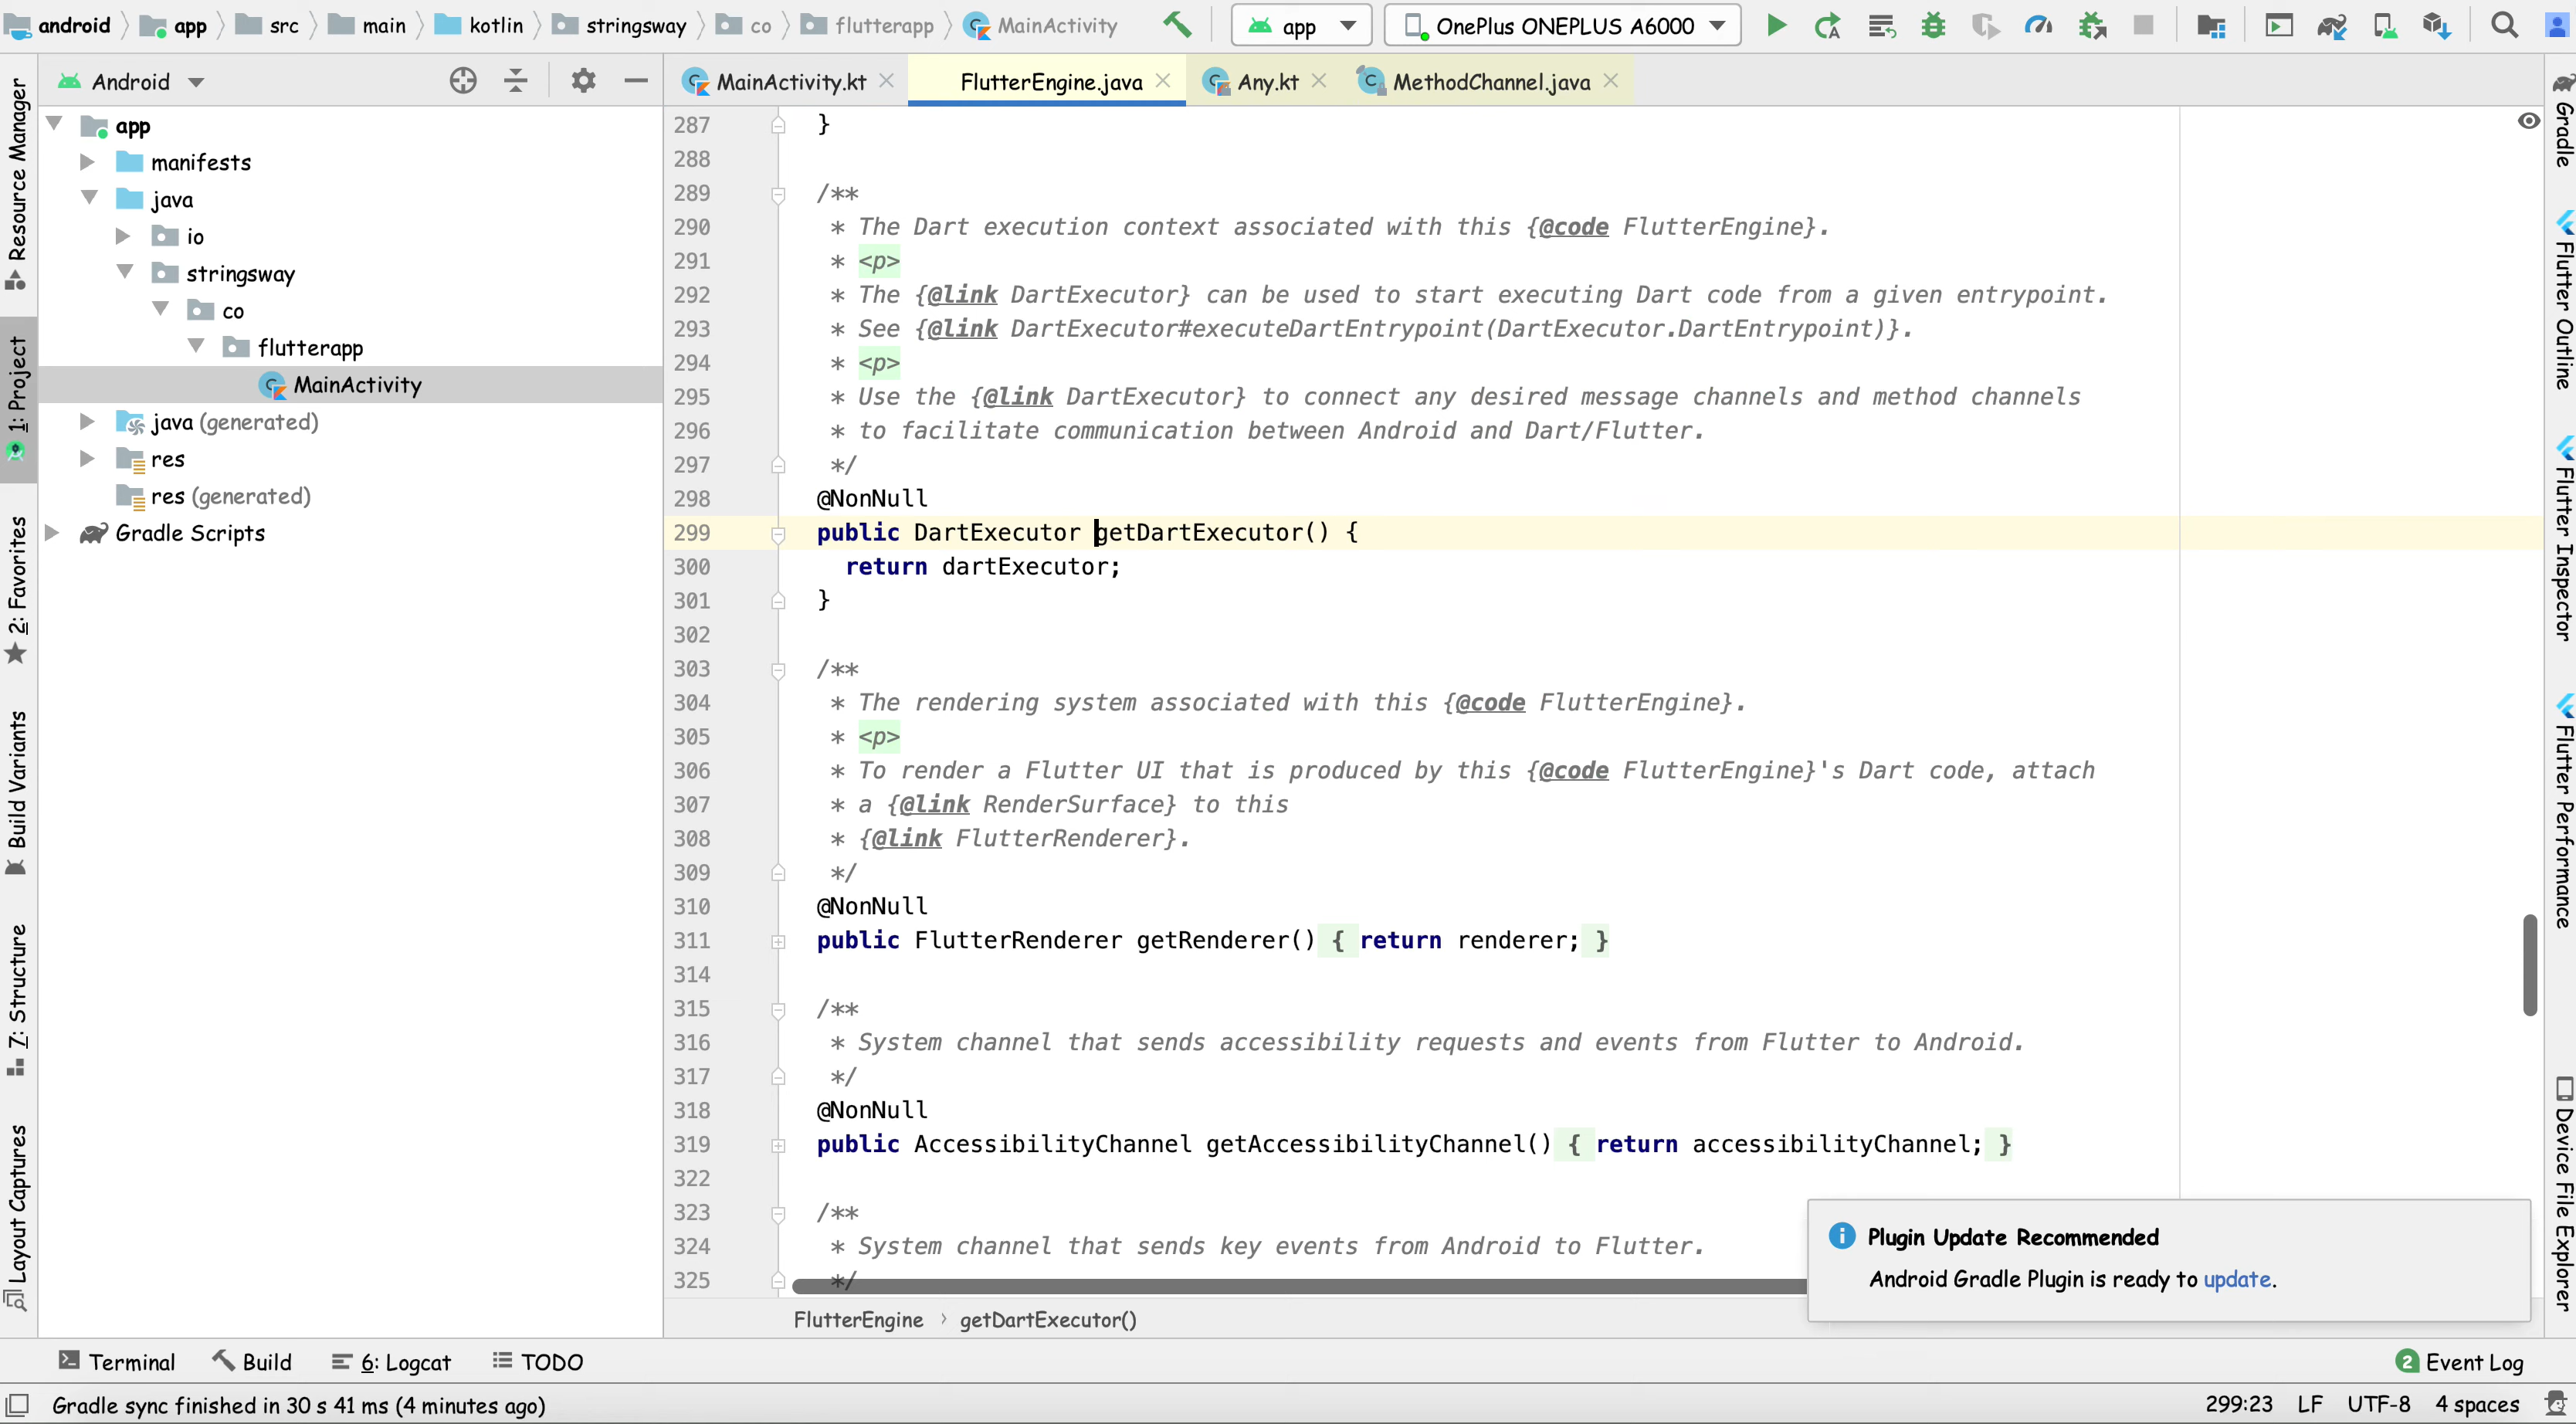 android app src main kotlin stringsway co flutterapp MainActivity app OnePlus ONEPLUS A6000
Android
MainActivity.kt FlutterEngine.java Any.kt MethodChannel.java
app
manifests
java
io
stringsway
co
flutterapp
MainActivity
java (generated)
res
res (generated)
Gradle Scripts
Resource Manager
1: Project
2: Favorites
Build Variants
7: Structure
Layout Captures
287 }
288
289 /**
290 * The Dart execution context associated with this {@code FlutterEngine}.
291 * <p>
292 * The {@link DartExecutor} can be used to start executing Dart code from a given entrypoint.
293 * See {@link DartExecutor#executeDartEntrypoint(DartExecutor.DartEntrypoint)}.
294 * <p>
295 * Use the {@link DartExecutor} to connect any desired message channels and method channels
296 * to facilitate communication between Android and Dart/Flutter.
297 */
298 @NonNull
299 public DartExecutor getDartExecutor() {
300 return dartExecutor;
301 }
302
303 /**
304 * The rendering system associated with this {@code FlutterEngine}.
305 * <p>
306 * To render a Flutter UI that is produced by this {@code FlutterEngine}'s Dart code, attach
307 * a {@link RenderSurface} to this
308 * {@link FlutterRenderer}.
309 */
310 @NonNull
311 public FlutterRenderer getRenderer() { return renderer; }
314
315 /**
316 * System channel that sends accessibility requests and events from Flutter to Android.
317 */
318 @NonNull
319 public AccessibilityChannel getAccessibilityChannel() { return accessibilityChannel; }
322
323 /**
324 * System channel that sends key events from Android to Flutter.
325 */
Gradle
Flutter Outline
Flutter Inspector
Flutter Performance
Device File Explorer
Plugin Update Recommended
Android Gradle Plugin is ready to update.
FlutterEngine › getDartExecutor()
Terminal Build 6: Logcat TODO 2 Event Log
Gradle sync finished in 30 s 41 ms (4 minutes ago) 299:23 LF UTF-8 4 spaces